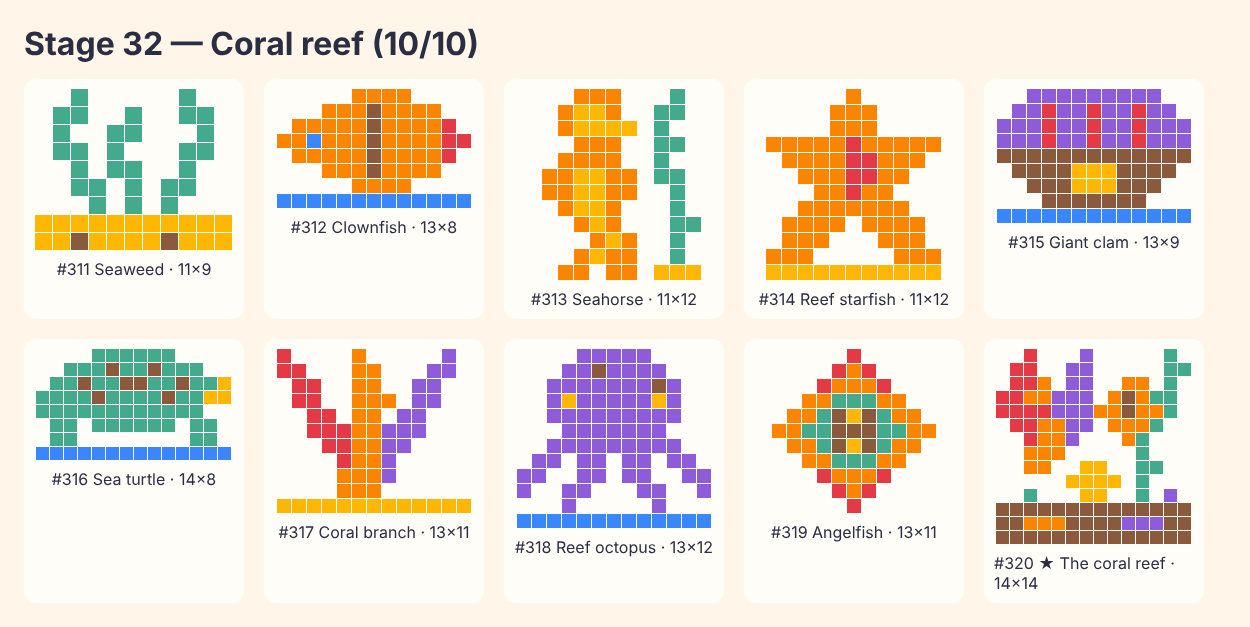 Stage 32 — Coral reef (10/10)
#311 Seaweed · 11×9
#312 Clownfish · 13×8
#313 Seahorse · 11×12
#314 Reef starfish · 11×12
#315 Giant clam · 13×9
#316 Sea turtle · 14×8
#317 Coral branch · 13×11
#318 Reef octopus · 13×12
#319 Angelfish · 13×11
#320 ★ The coral reef ·
14×14